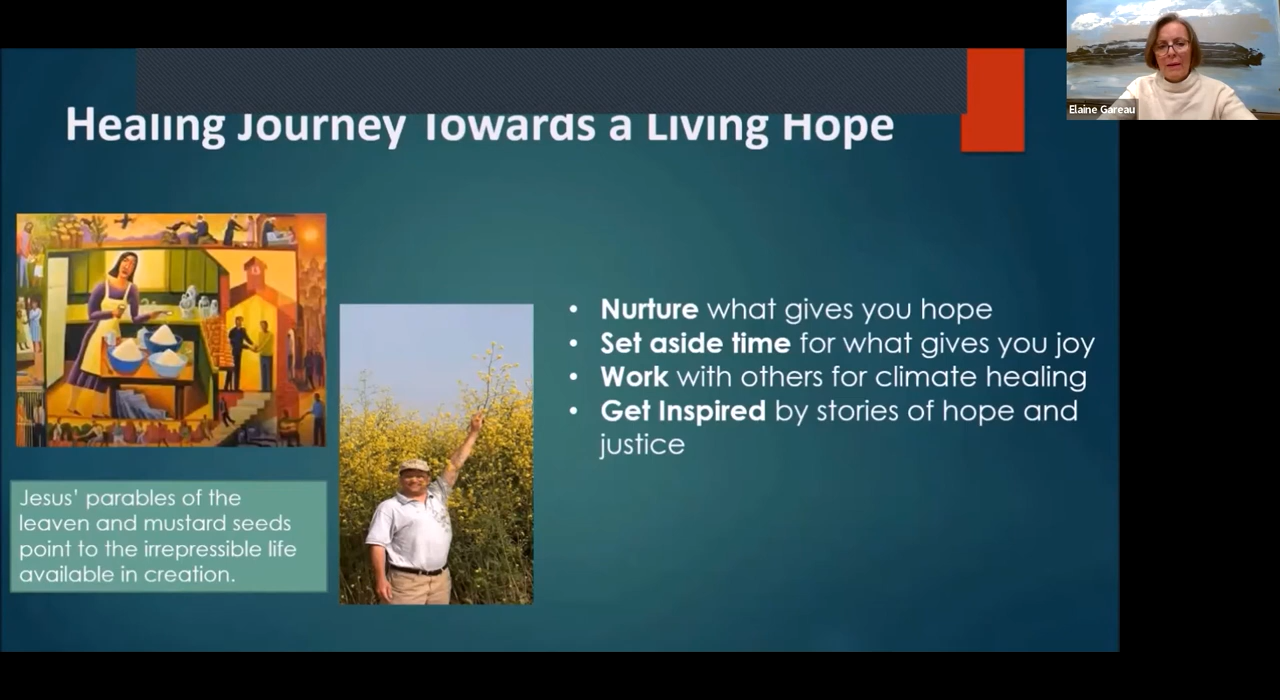 Healing Journey Towards a Living Hope
Elaine Gareau
• Nurture what gives you hope
• Set aside time for what gives you joy
• Work with others for climate healing
• Get Inspired by stories of hope and
justice
Jesus’ parables of the
leaven and mustard seeds
point to the irrepressible life
available in creation.